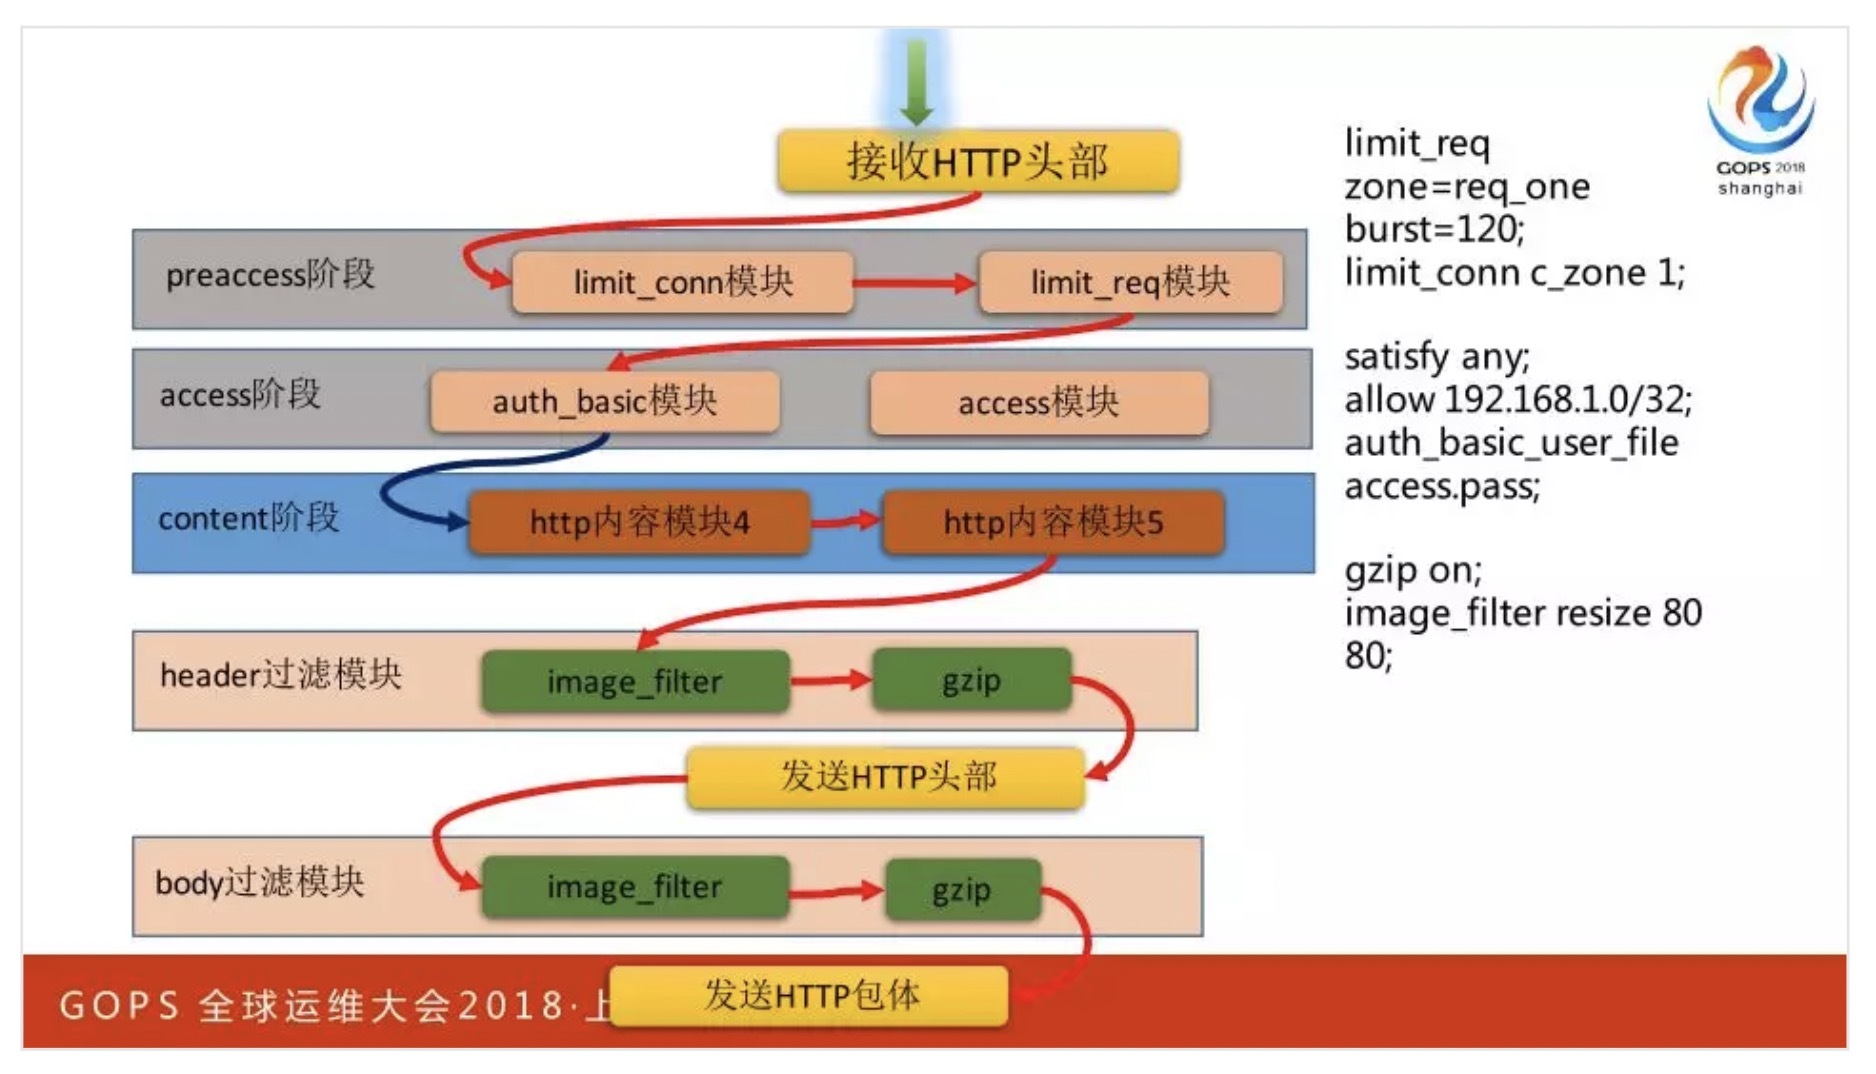 接收HTTP头部
preaccess阶段
limit_conn模块
limit_req模块
access阶段
auth_basic模块
access模块
content阶段
http内容模块4
http内容模块5
header过滤模块
image_filter
gzip
发送HTTP头部
body过滤模块
image_filter
gzip
发送HTTP包体
limit_req
zone=req_one
burst=120;
limit_conn c_zone 1;
satisfy any;
allow 192.168.1.0/32;
auth_basic_user_file
access.pass;
gzip on;
image_filter resize 80
80;
GOPS 2018
shanghai
GOPS 全球运维大会2018·上